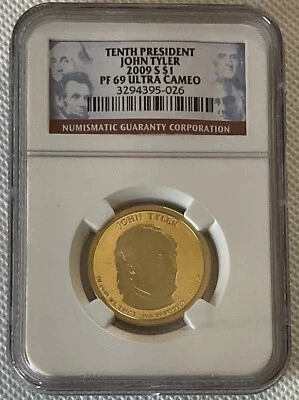 TENTH PRESIDENT
JOHN TYLER
2009 S $1
PF 69 ULTRA CAMEO
3294395-026
NUMISMATIC GUARANTY CORPORATION
JOHN TYLER